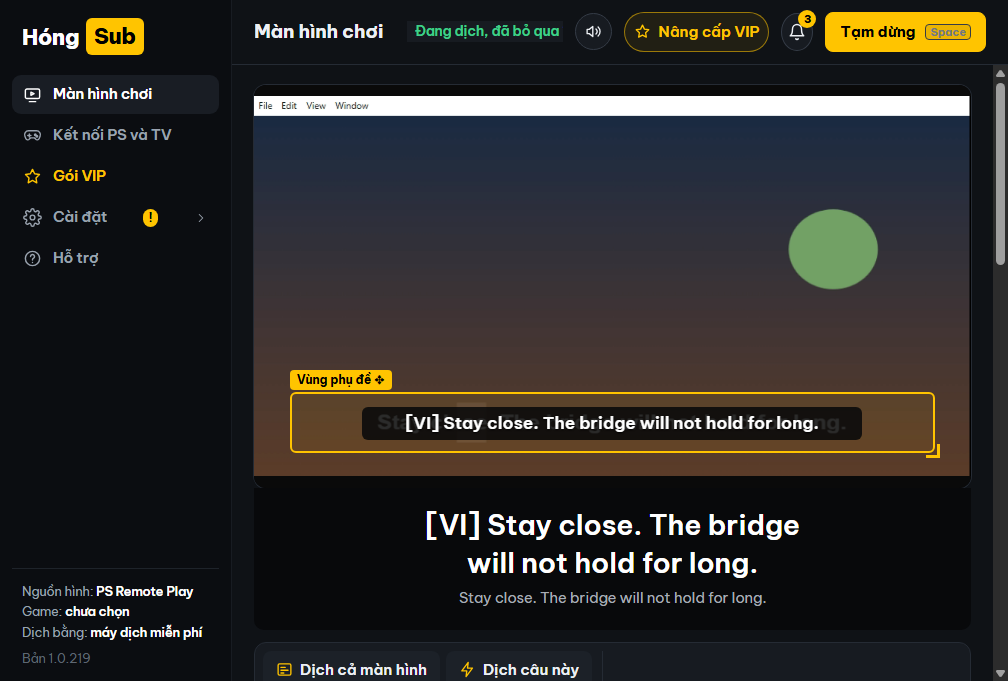 Hóng Sub
Màn hình chơi
Kết nối PS và TV
Gói VIP
Cài đặt !
Hỗ trợ
Nguồn hình: PS Remote Play
Game: chưa chọn
Dịch bằng: máy dịch miễn phí
Bản 1.0.219
Màn hình chơi
Đang dịch, đã bỏ qua
Nâng cấp VIP
3
Tạm dừng Space
File Edit View Window
Vùng phụ đề
[VI] Stay close. The bridge will not hold for long.
[VI] Stay close. The bridge
will not hold for long.
Stay close. The bridge will not hold for long.
Dịch cả màn hình
Dịch câu này